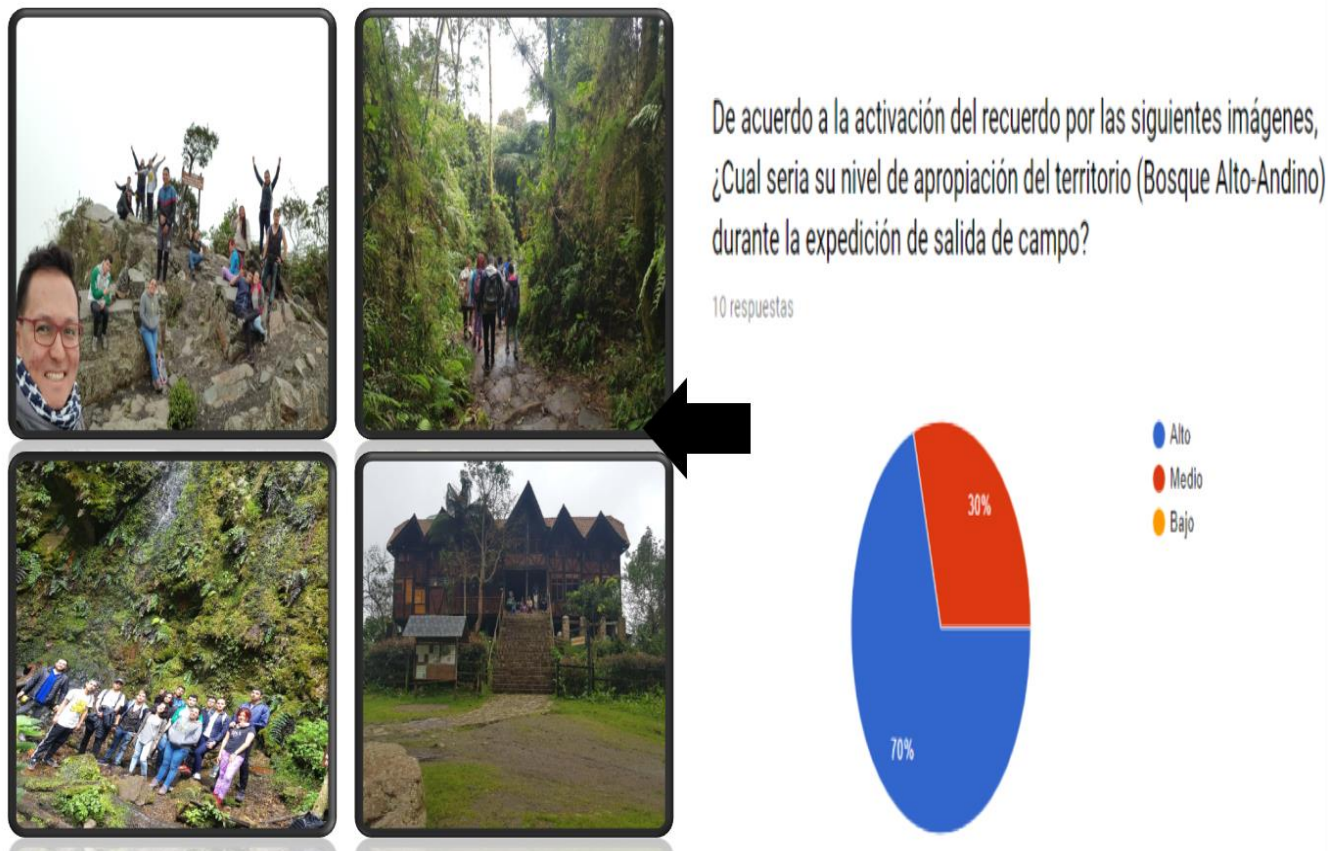 De acuerdo a la activación del recuerdo por las siguientes imágenes,
¿Cual seria su nivel de apropiación del territorio (Bosque Alto-Andino)
durante la expedición de salida de campo?
10 respuestas
Alto
Medio
Bajo
30%
70%